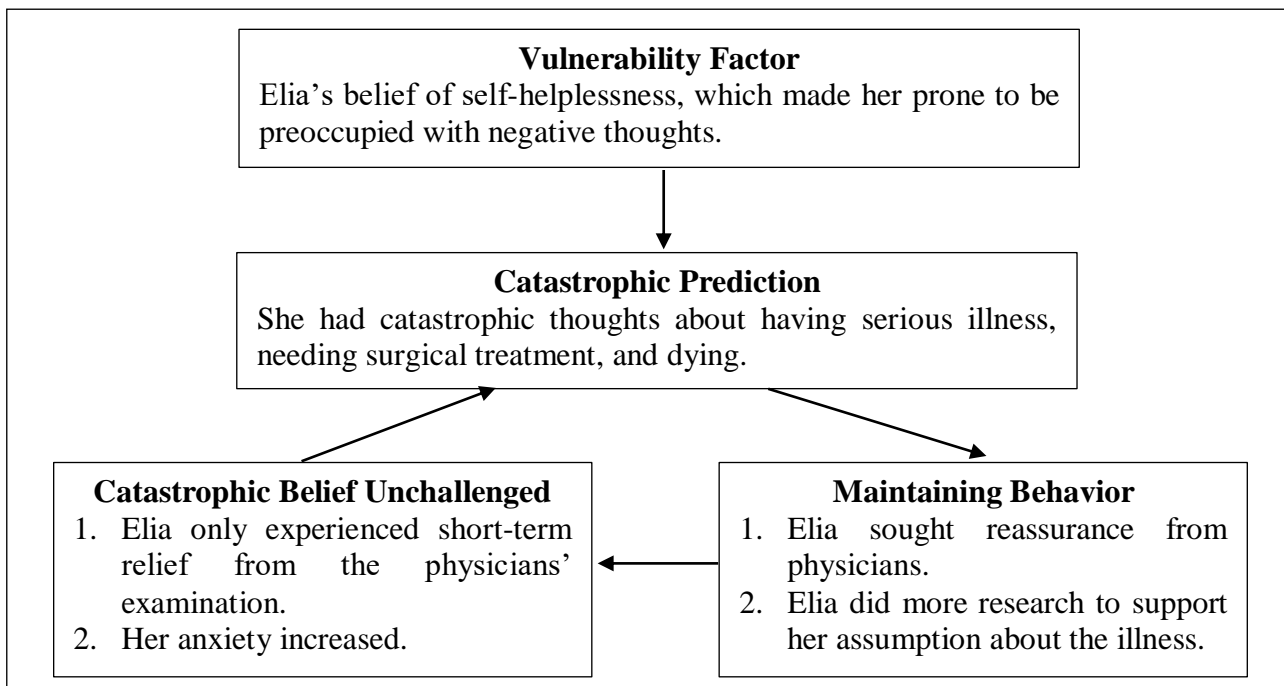 Vulnerability Factor
Elia’s belief of self-helplessness, which made her prone to be
preoccupied with negative thoughts.
Catastrophic Prediction
She had catastrophic thoughts about having serious illness,
needing surgical treatment, and dying.
Catastrophic Belief Unchallenged
1. Elia only experienced short-term
relief from the physicians’
examination.
2. Her anxiety increased.
Maintaining Behavior
1. Elia sought reassurance from
physicians.
2. Elia did more research to support
her assumption about the illness.